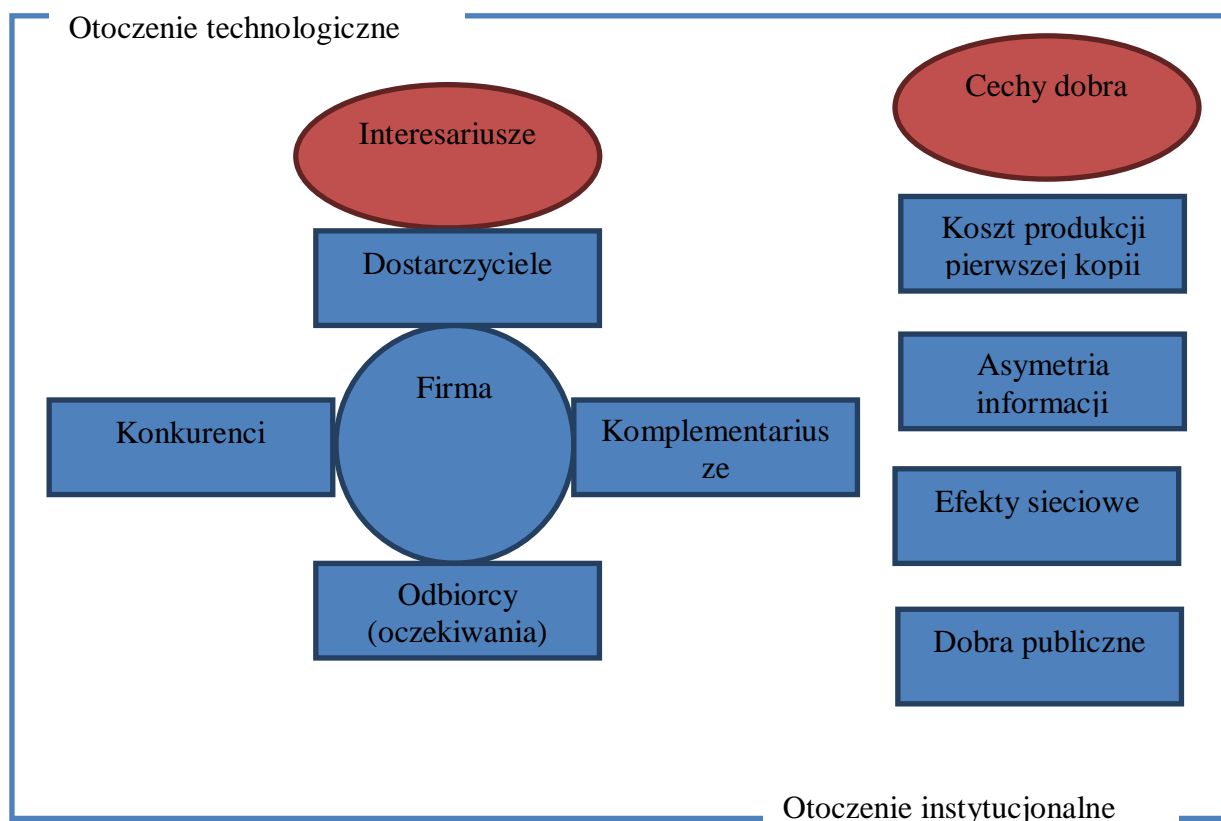 Otoczenie technologiczne
Interesariusze
Dostarczyciele
Firma
Konkurenci
Komplementarius
ze
Odbiorcy
(oczekiwania)
Cechy dobra
Koszt produkcji
pierwszej kopii
Asymetria
informacji
Efekty sieciowe
Dobra publiczne
Otoczenie instytucjonalne